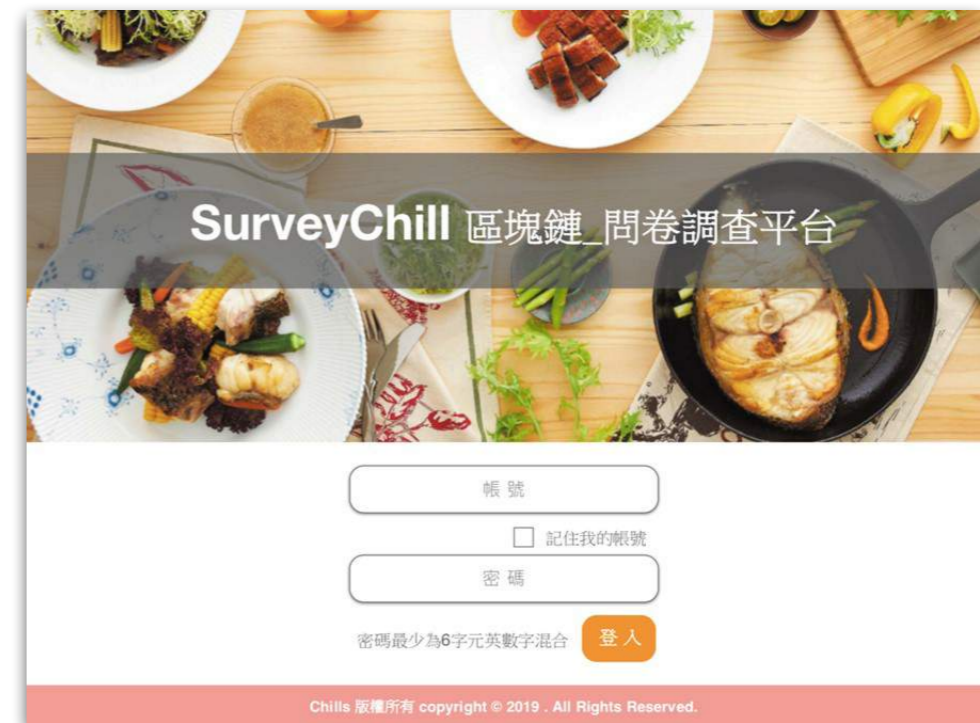 SurveyChill 區塊鏈_問卷調查平台
帳 號
記住我的帳號
密 碼
密碼最少為6字元英數字混合
登 入
Chills 版權所有 copyright © 2019 . All Rights Reserved.